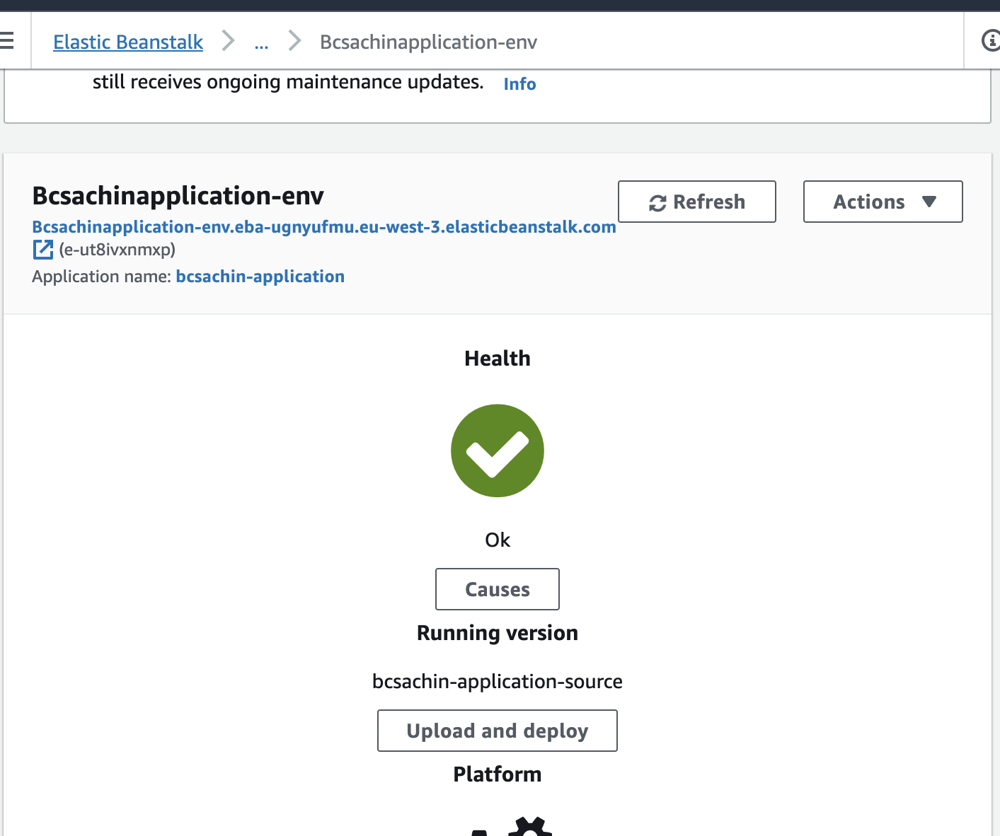 Elastic Beanstalk > ... > Bcsachinapplication-env
still receives ongoing maintenance updates. Info
Bcsachinapplication-env
Refresh
Actions
Bcsachinapplication-env.eba-ugnyufmu.eu-west-3.elasticbeanstalk.com
(e-ut8ivxnmxp)
Application name: bcsachin-application
Health
Ok
Causes
Running version
bcsachin-application-source
Upload and deploy
Platform